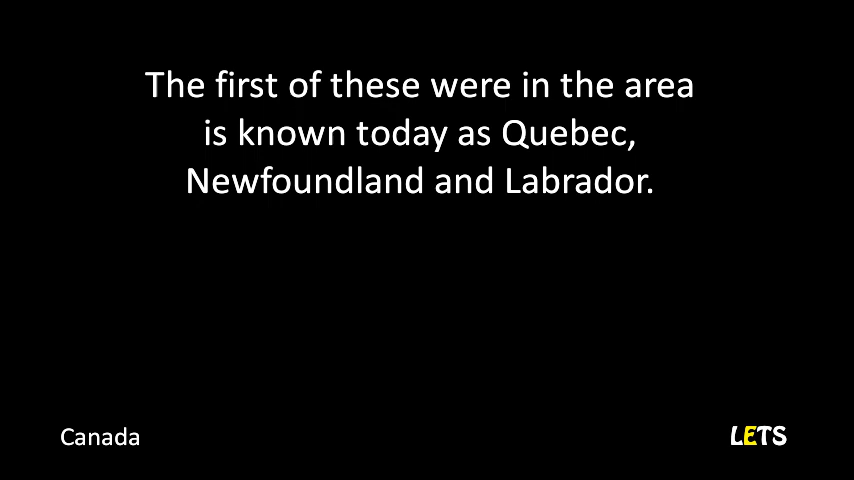 The first of these were in the area
is known today as Quebec,
Newfoundland and Labrador.
Canada
LETS